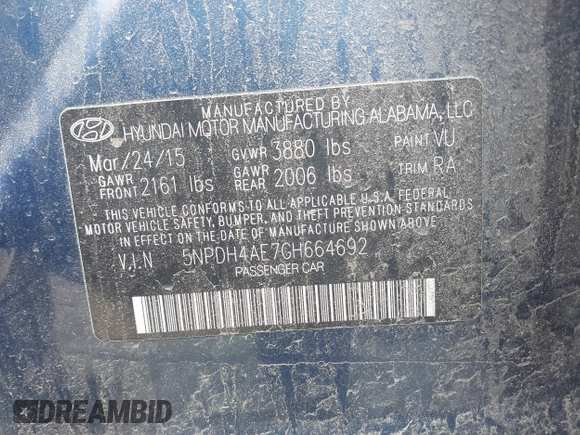 MANUFACTURED BY
HYUNDAI MOTOR MANUFACTURING ALABAMA, LLC
Mar/24/15 GVWR 3880 lbs PAINT VU
GAWR FRONT 2161 lbs GAWR REAR 2006 lbs TRIM RA
THIS VEHICLE CONFORMS TO ALL APPLICABLE U.S.A. FEDERAL
MOTOR VEHICLE SAFETY, BUMPER, AND THEFT PREVENTION STANDARDS
IN EFFECT ON THE DATE OF MANUFACTURE SHOWN ABOVE.
V.I.N 5NPDH4AE7GH664692
PASSENGER CAR
DREAMBID